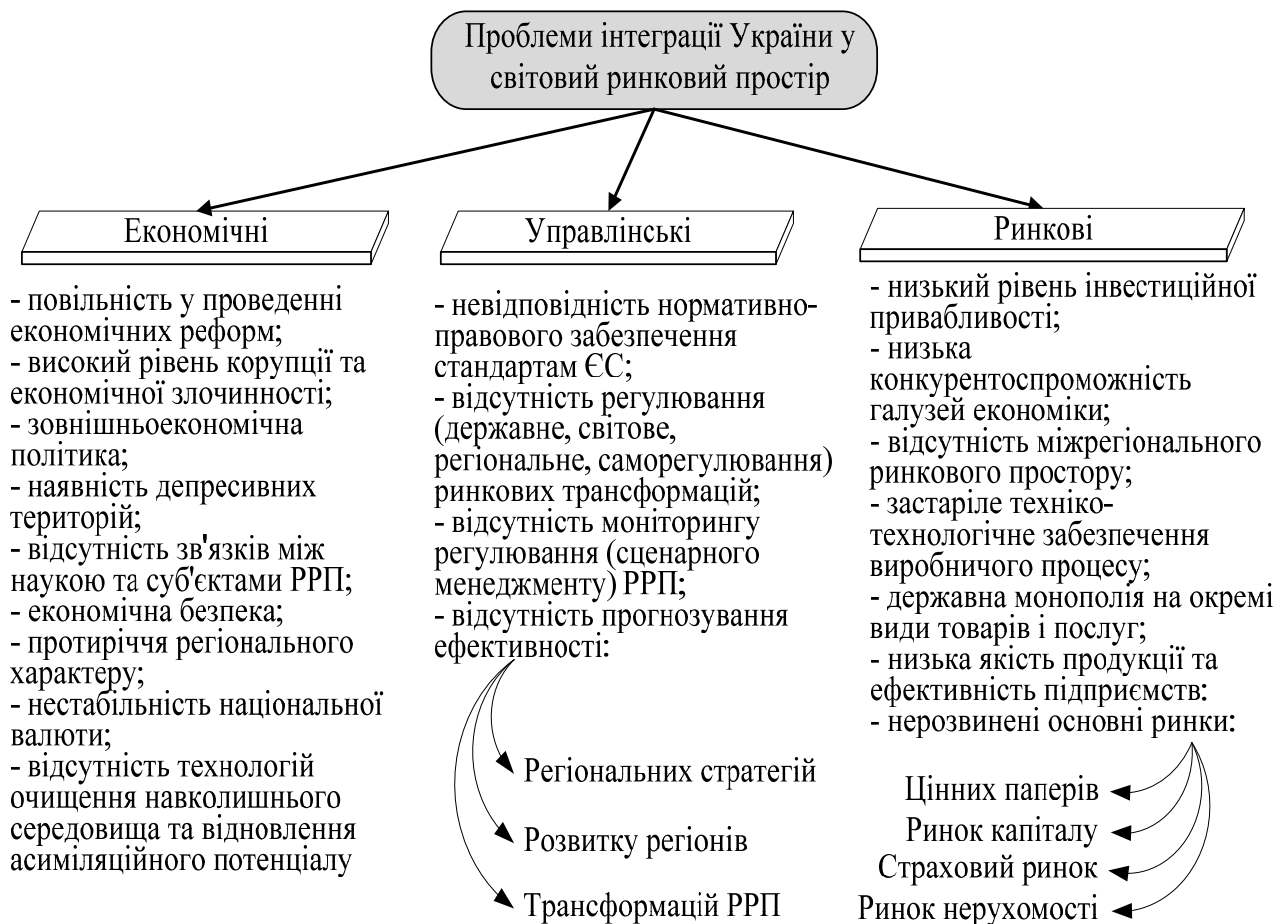 Проблеми інтеграції України у
світовий ринковий простір
Економічні
- повільність у проведенні
економічних реформ;
- високий рівень корупції та
економічної злочинності;
- зовнішньоекономічна
політика;
- наявність депресивних
територій;
- відсутність зв'язків між
наукою та суб'єктами РРП;
- економічна безпека;
- протиріччя регіонального
характеру;
- нестабільність національної
валюти;
- відсутність технологій
очищення навколишнього
середовища та відновлення
асиміляційного потенціалу
Управлінські
- невідповідність нормативно-
правового забезпечення
стандартам ЄС;
- відсутність регулювання
(державне, світове,
регіональне, саморегулювання)
ринкових трансформацій;
- відсутність моніторингу
регулювання (сценарного
менеджменту) РРП;
- відсутність прогнозування
ефективності:
Регіональних стратегій
Розвитку регіонів
Трансформацій РРП
Ринкові
- низький рівень інвестиційної
привабливості;
- низька
конкурентоспроможність
галузей економіки;
- відсутність міжрегіонального
ринкового простору;
- застаріле техніко-
технологічне забезпечення
виробничого процесу;
- державна монополія на окремі
види товарів і послуг;
- низька якість продукції та
ефективність підприємств:
- нерозвинені основні ринки:
Цінних паперів
Ринок капіталу
Страховий ринок
Ринок нерухомості